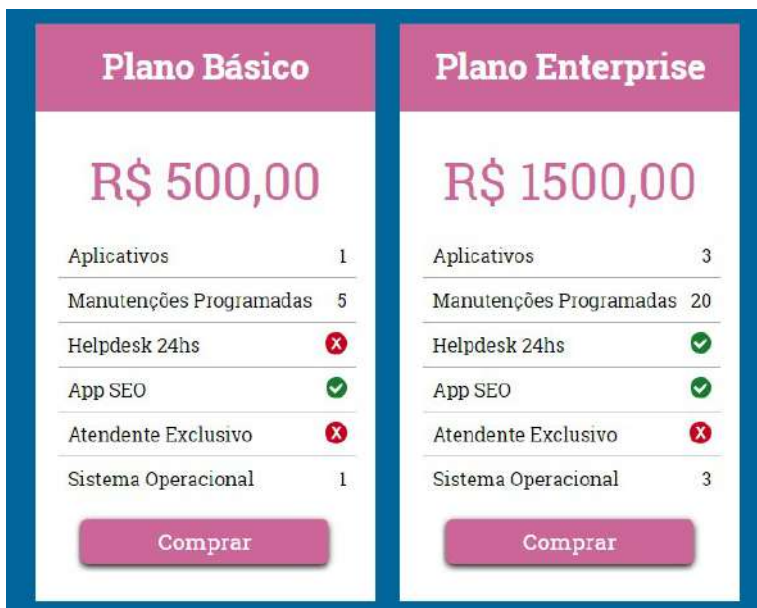 Plano Básico
R$ 500,00
Aplicativos 1
Manutenções Programadas 5
Helpdesk 24hs
App SEO
Atendente Exclusivo
Sistema Operacional 1
Comprar
Plano Enterprise
R$ 1500,00
Aplicativos 3
Manutenções Programadas 20
Helpdesk 24hs
App SEO
Atendente Exclusivo
Sistema Operacional 3
Comprar